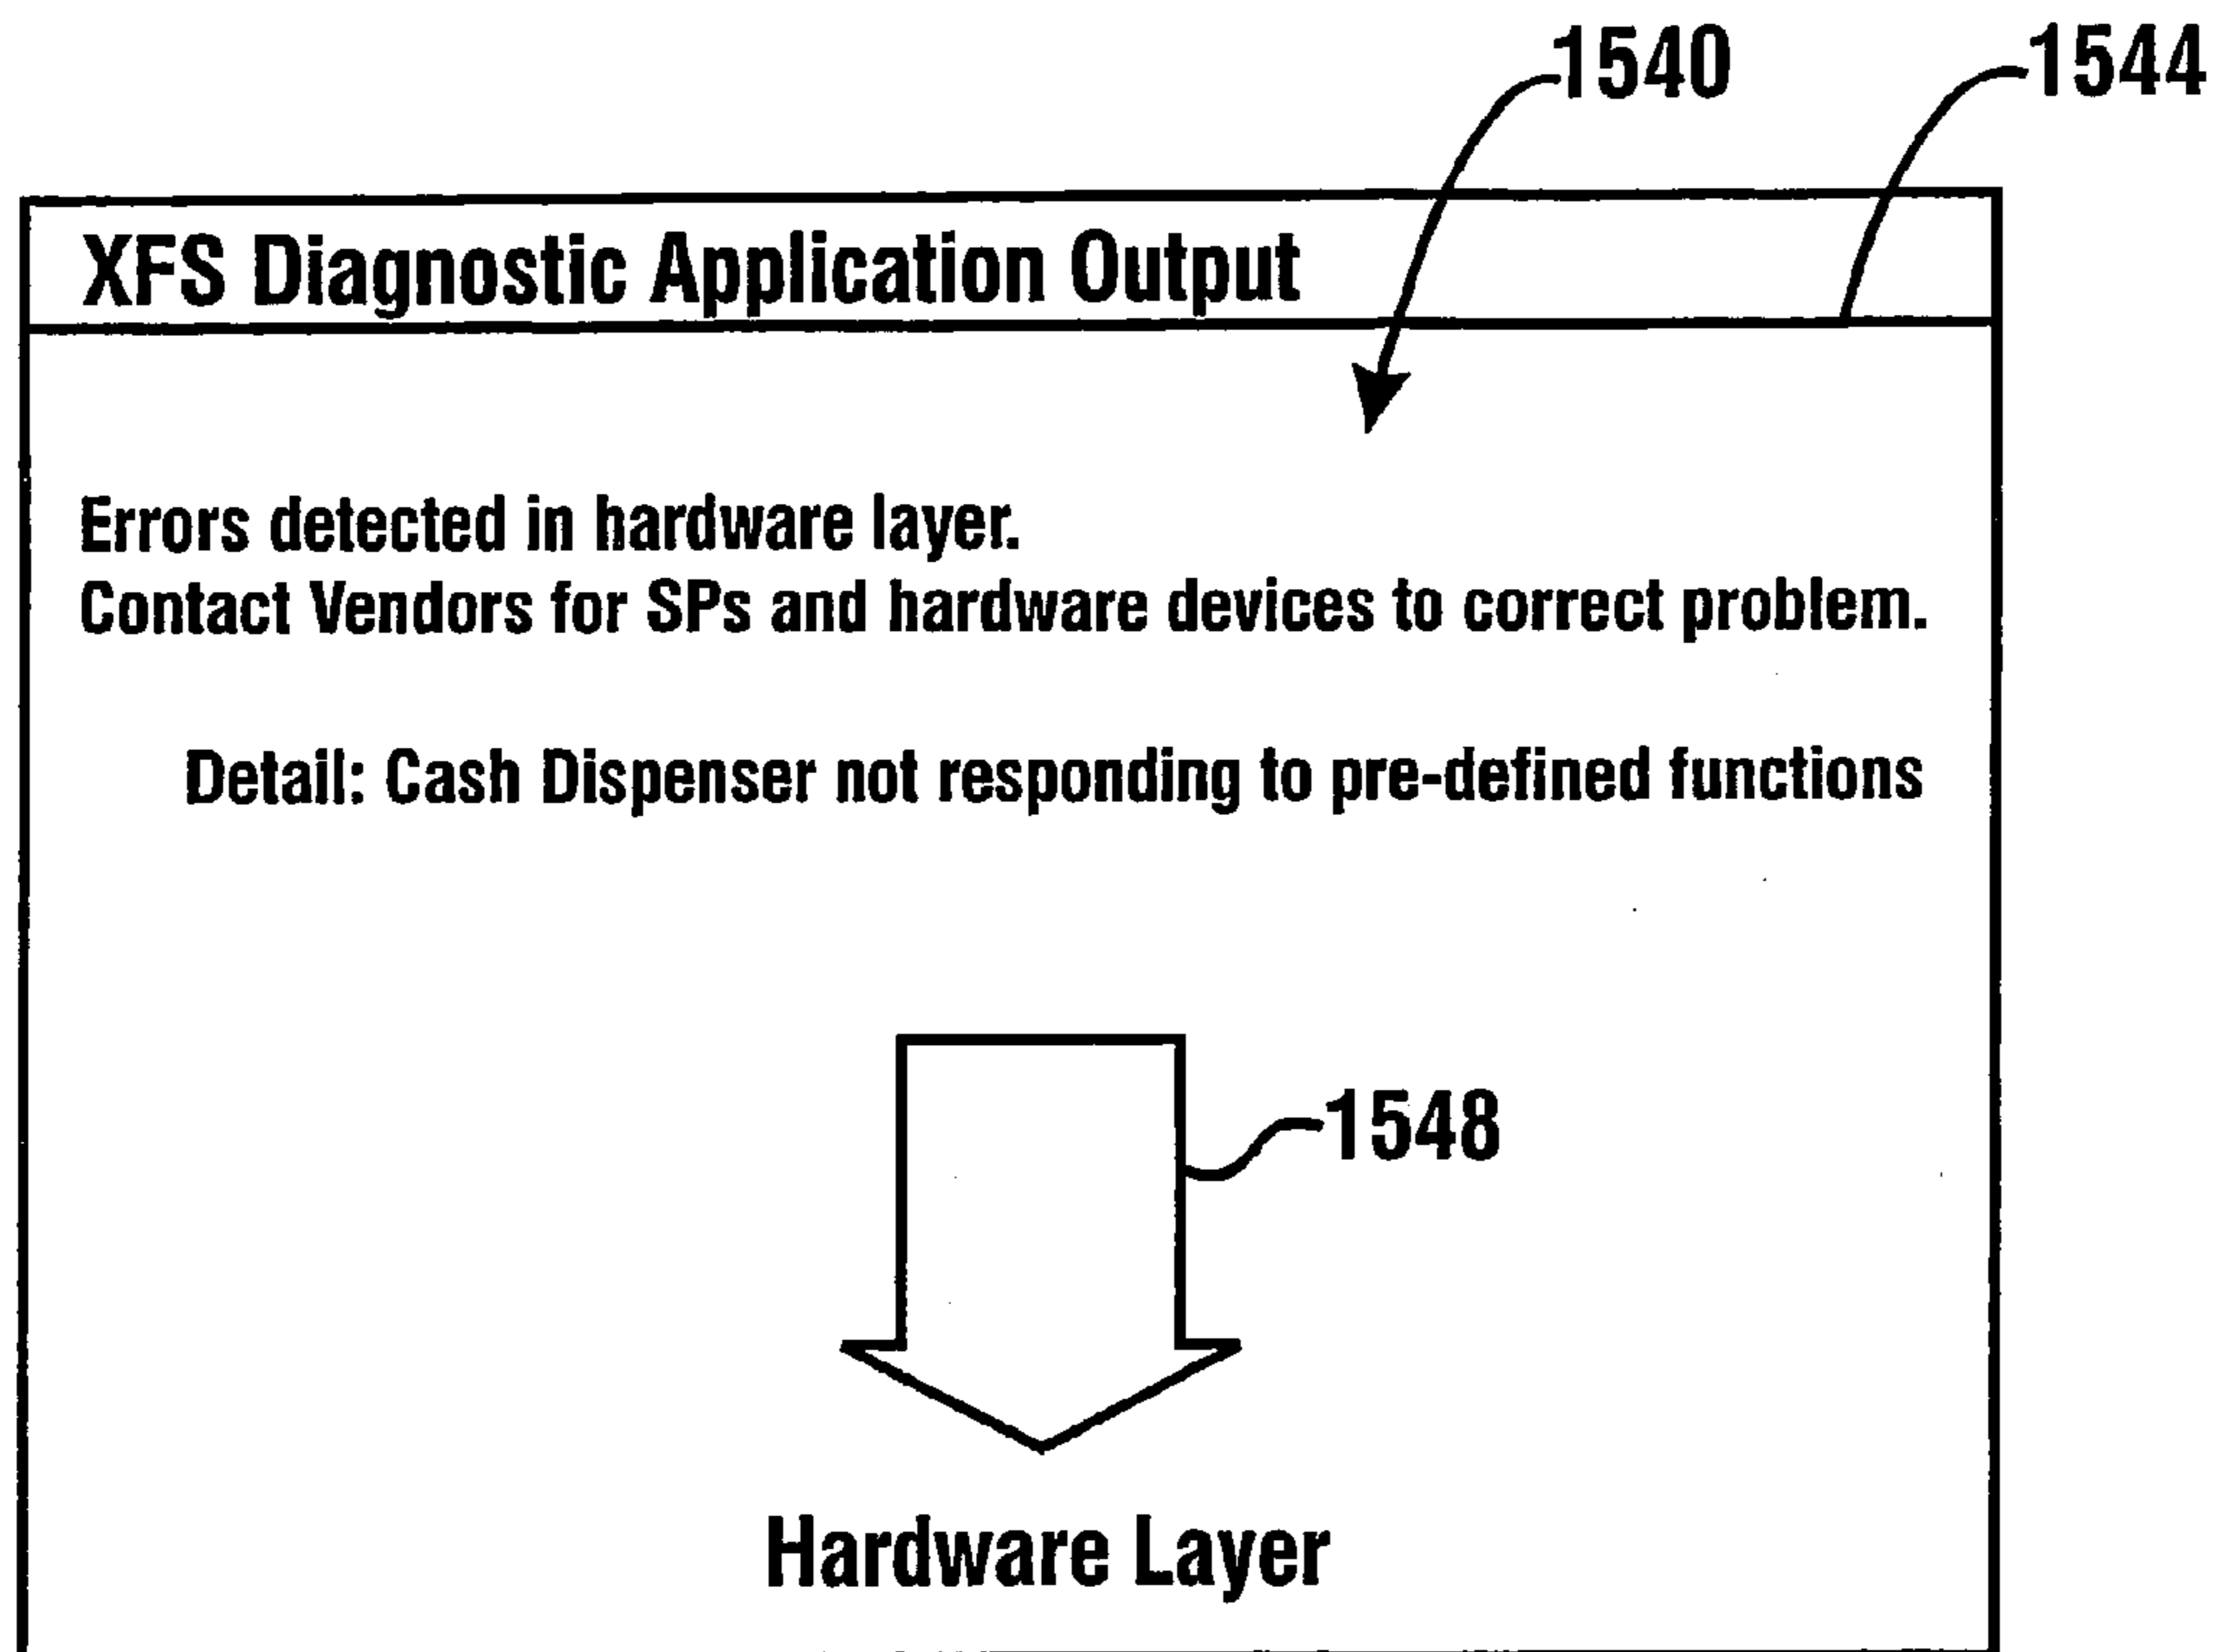 1540
1544
XFS Diagnostic Application Output
Errors detected in hardware layer.
Contact Vendors for SPs and hardware devices to correct problem.
Detail: Cash Dispenser not responding to pre-defined functions
1548
Hardware Layer